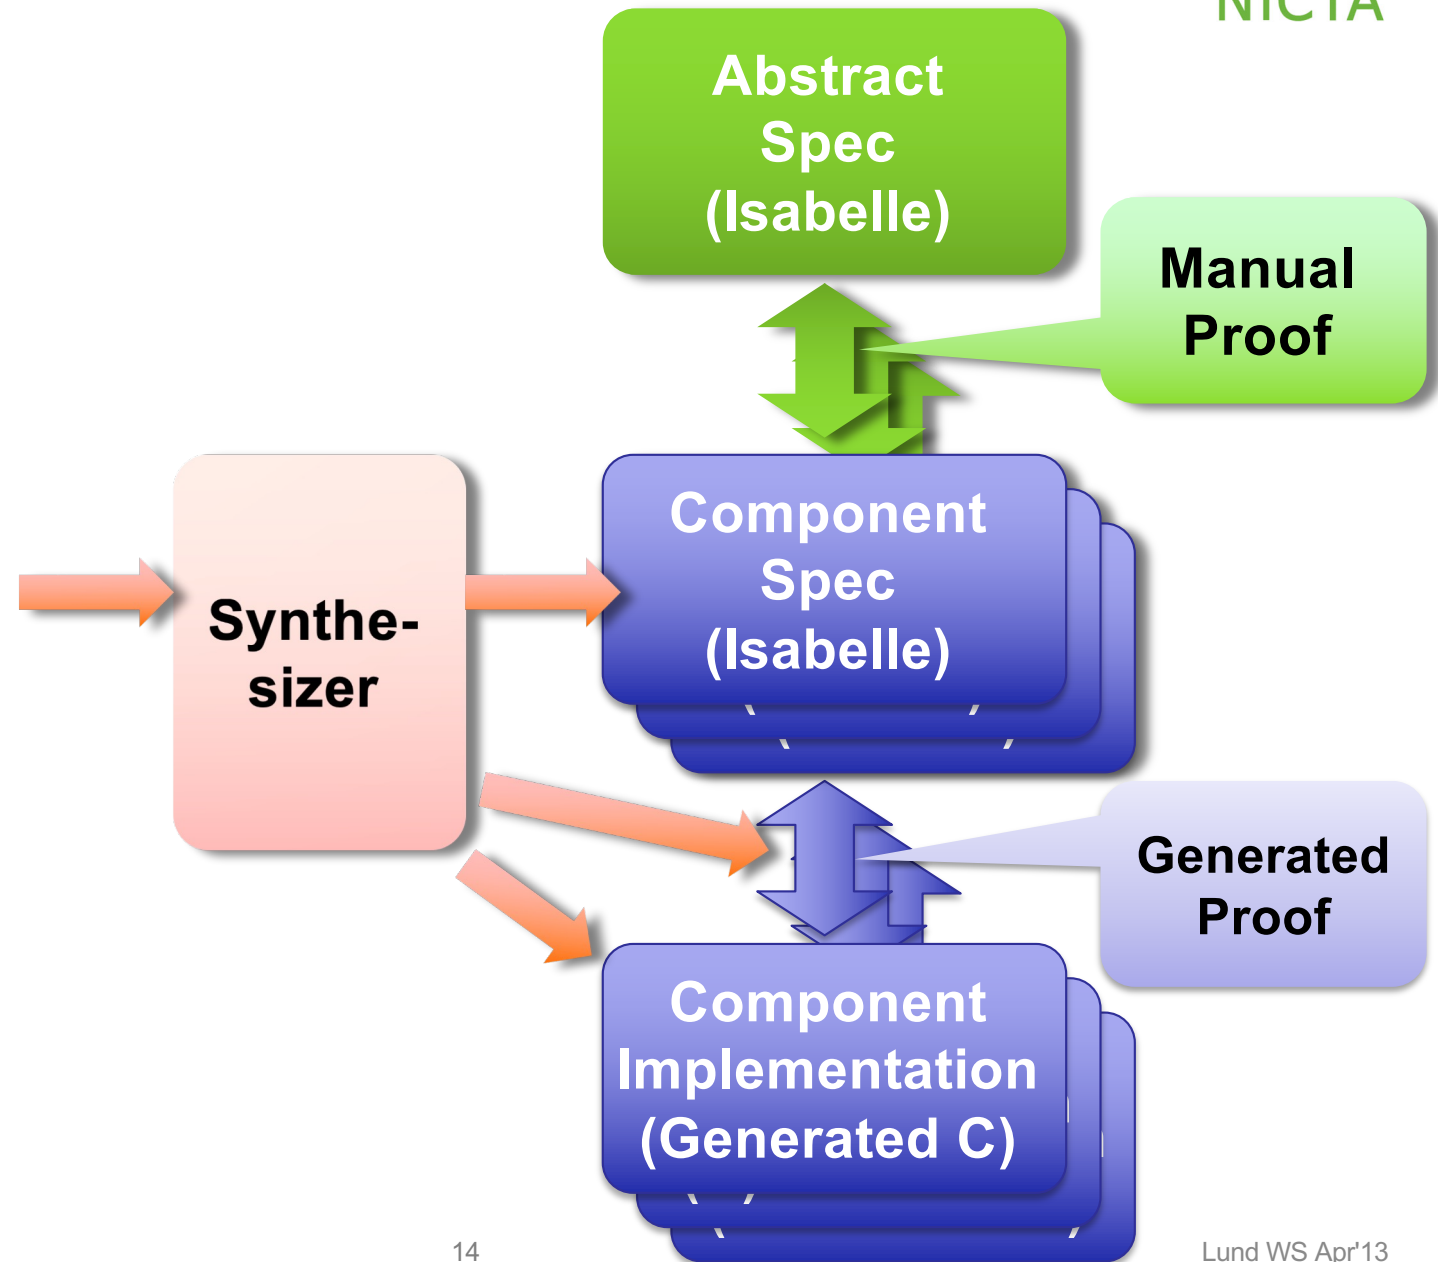 NICTA
Abstract
Spec
(Isabelle)
Manual
Proof
Component
Spec
(Isabelle)
Synthe-
sizer
Generated
Proof
Component
Implementation
(Generated C)
14
Lund WS Apr'13